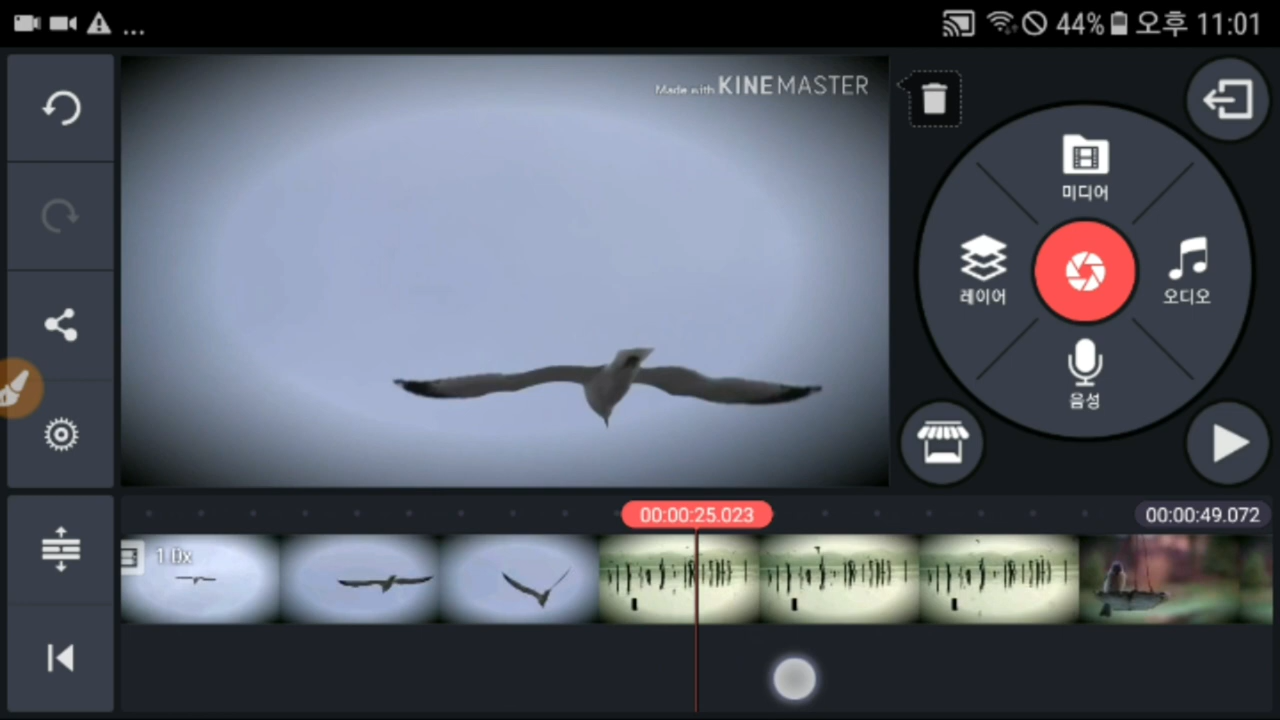 ... 44% 오후 11:01
Made with KINEMASTER
미디어
레이어
오디오
음성
00:00:25.023
00:00:49.072
1.0x